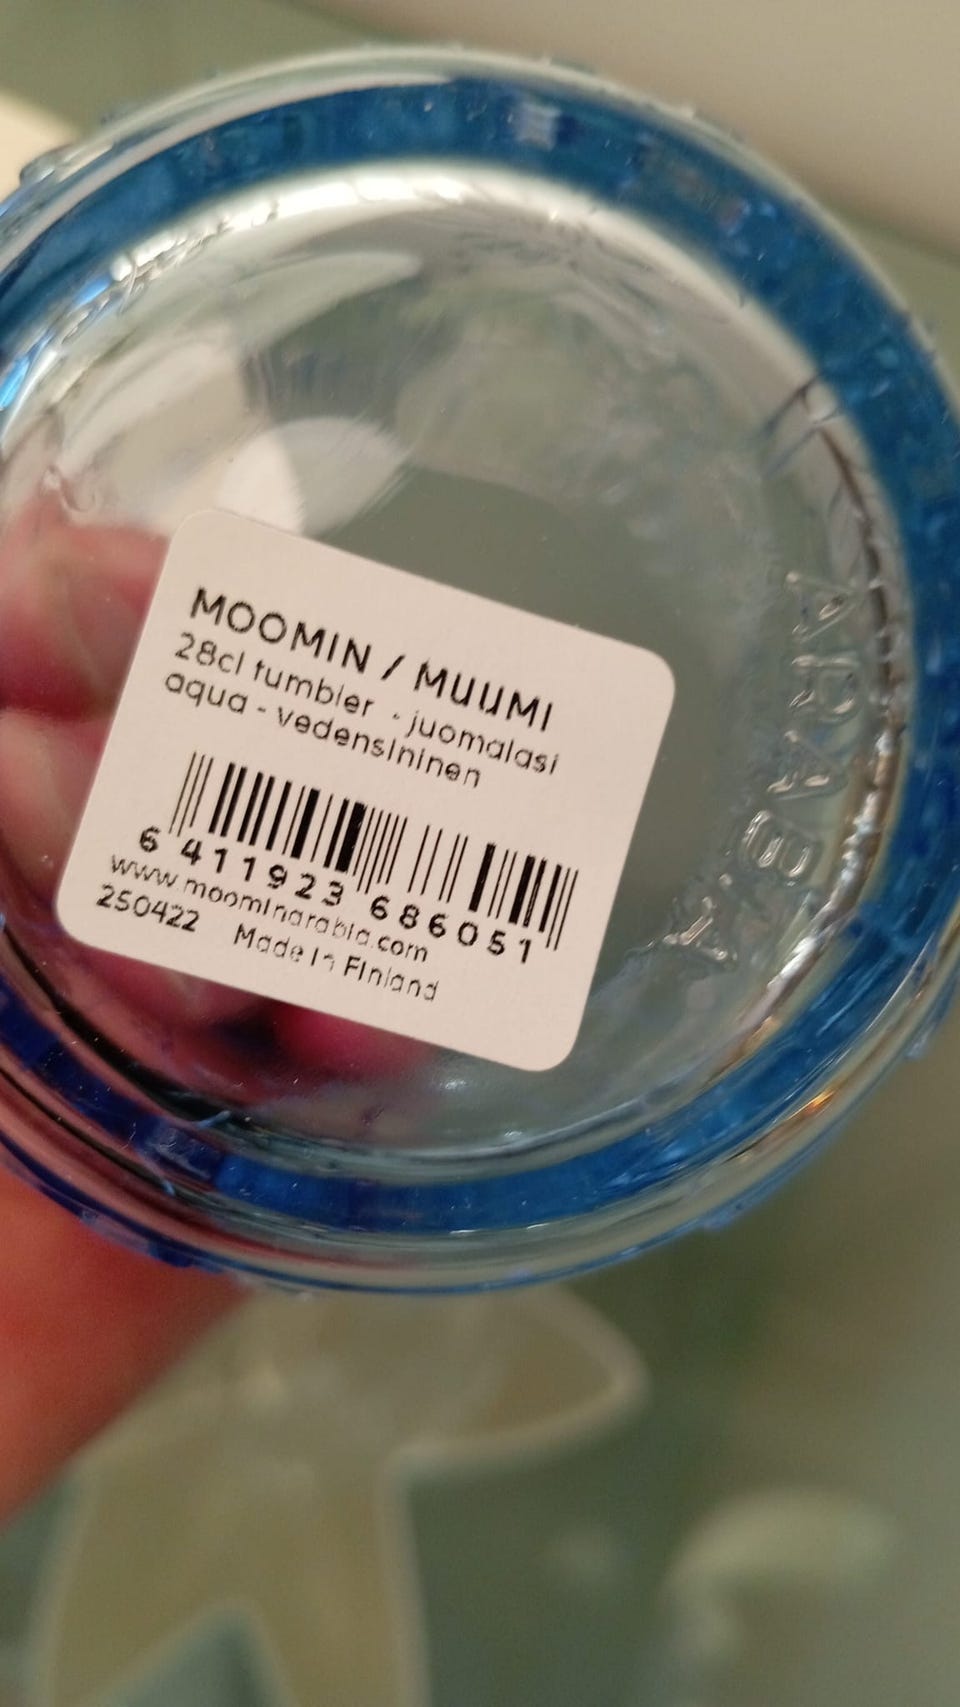 MOOMIN / MUUMI
28cl tumbler - juomalasi
aqua - vedensininen
6 411923 686051
www.moominarabia.com
250422 Made in Finland
ARABIA